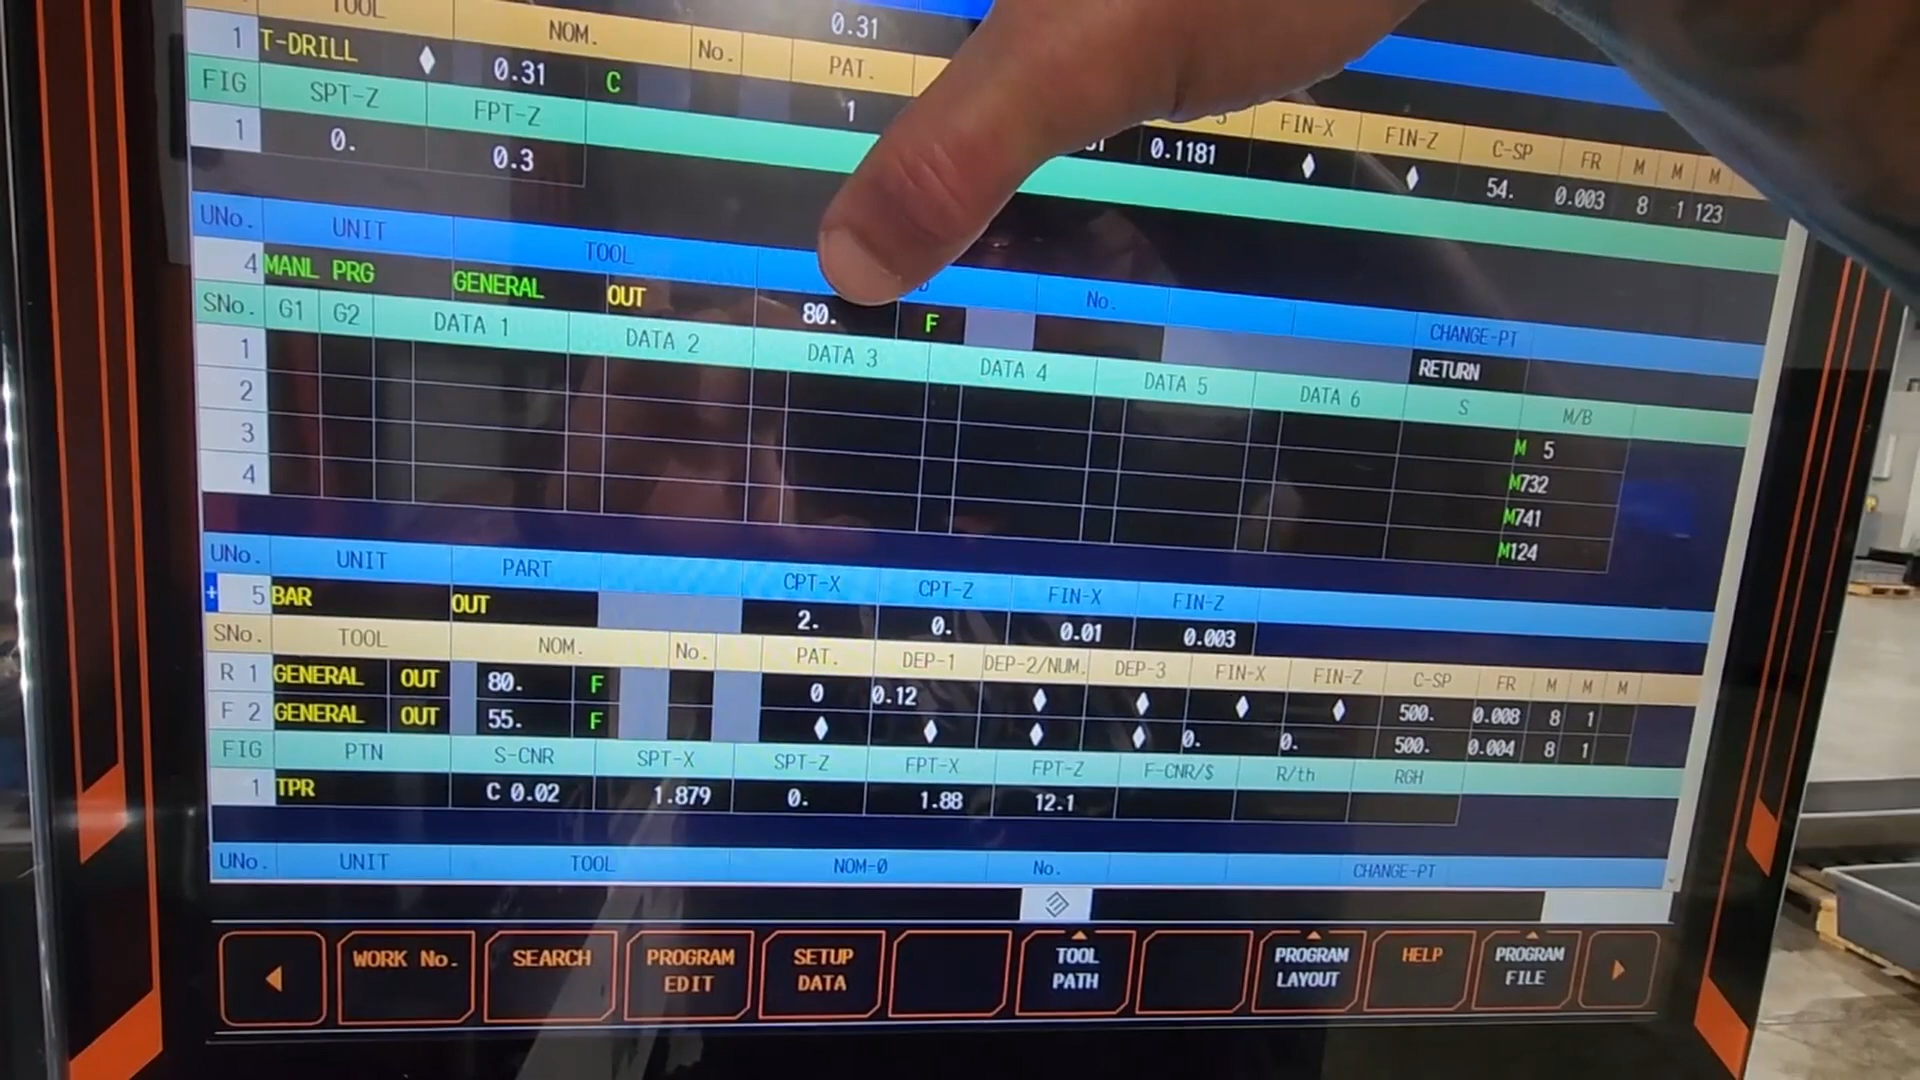 TOOL NOM. No. 0.31 PAT.
1 T-DRILL ♦ 0.31 C 1 0.1181 ♦ ♦ 54. 0.003 8 1 123
FIN-X FIN-Z C-SP FR M M M
FIG SPT-Z FPT-Z
1 0. 0.3
UNo. UNIT TOOL No. CHANGE-PT
4 MANL PRG GENERAL OUT 80. F RETURN
SNo. G1 G2 DATA 1 DATA 2 DATA 3 DATA 4 DATA 5 DATA 6 S M/B
1 M 5
2 M732
3 M741
4 M124
UNo. UNIT PART CPT-X CPT-Z FIN-X FIN-Z
+ 5 BAR OUT 2. 0. 0.01 0.003
SNo. TOOL NOM. No. PAT. DEP-1 DEP-2/NUM. DEP-3 FIN-X FIN-Z C-SP FR M M M
R 1 GENERAL OUT 80. F 0 0.12 ♦ ♦ ♦ ♦ 500. 0.008 8 1
F 2 GENERAL OUT 55. F ♦ ♦ ♦ ♦ 0. 0. 500. 0.004 8 1
FIG PTN S-CNR SPT-X SPT-Z FPT-X FPT-Z F-CNR/$ R/th RGH
1 TPR C 0.02 1.879 0. 1.88 12.1
UNo. UNIT TOOL NOM-Ø No. CHANGE-PT
WORK No. SEARCH PROGRAM EDIT SETUP DATA TOOL PATH PROGRAM LAYOUT HELP PROGRAM FILE